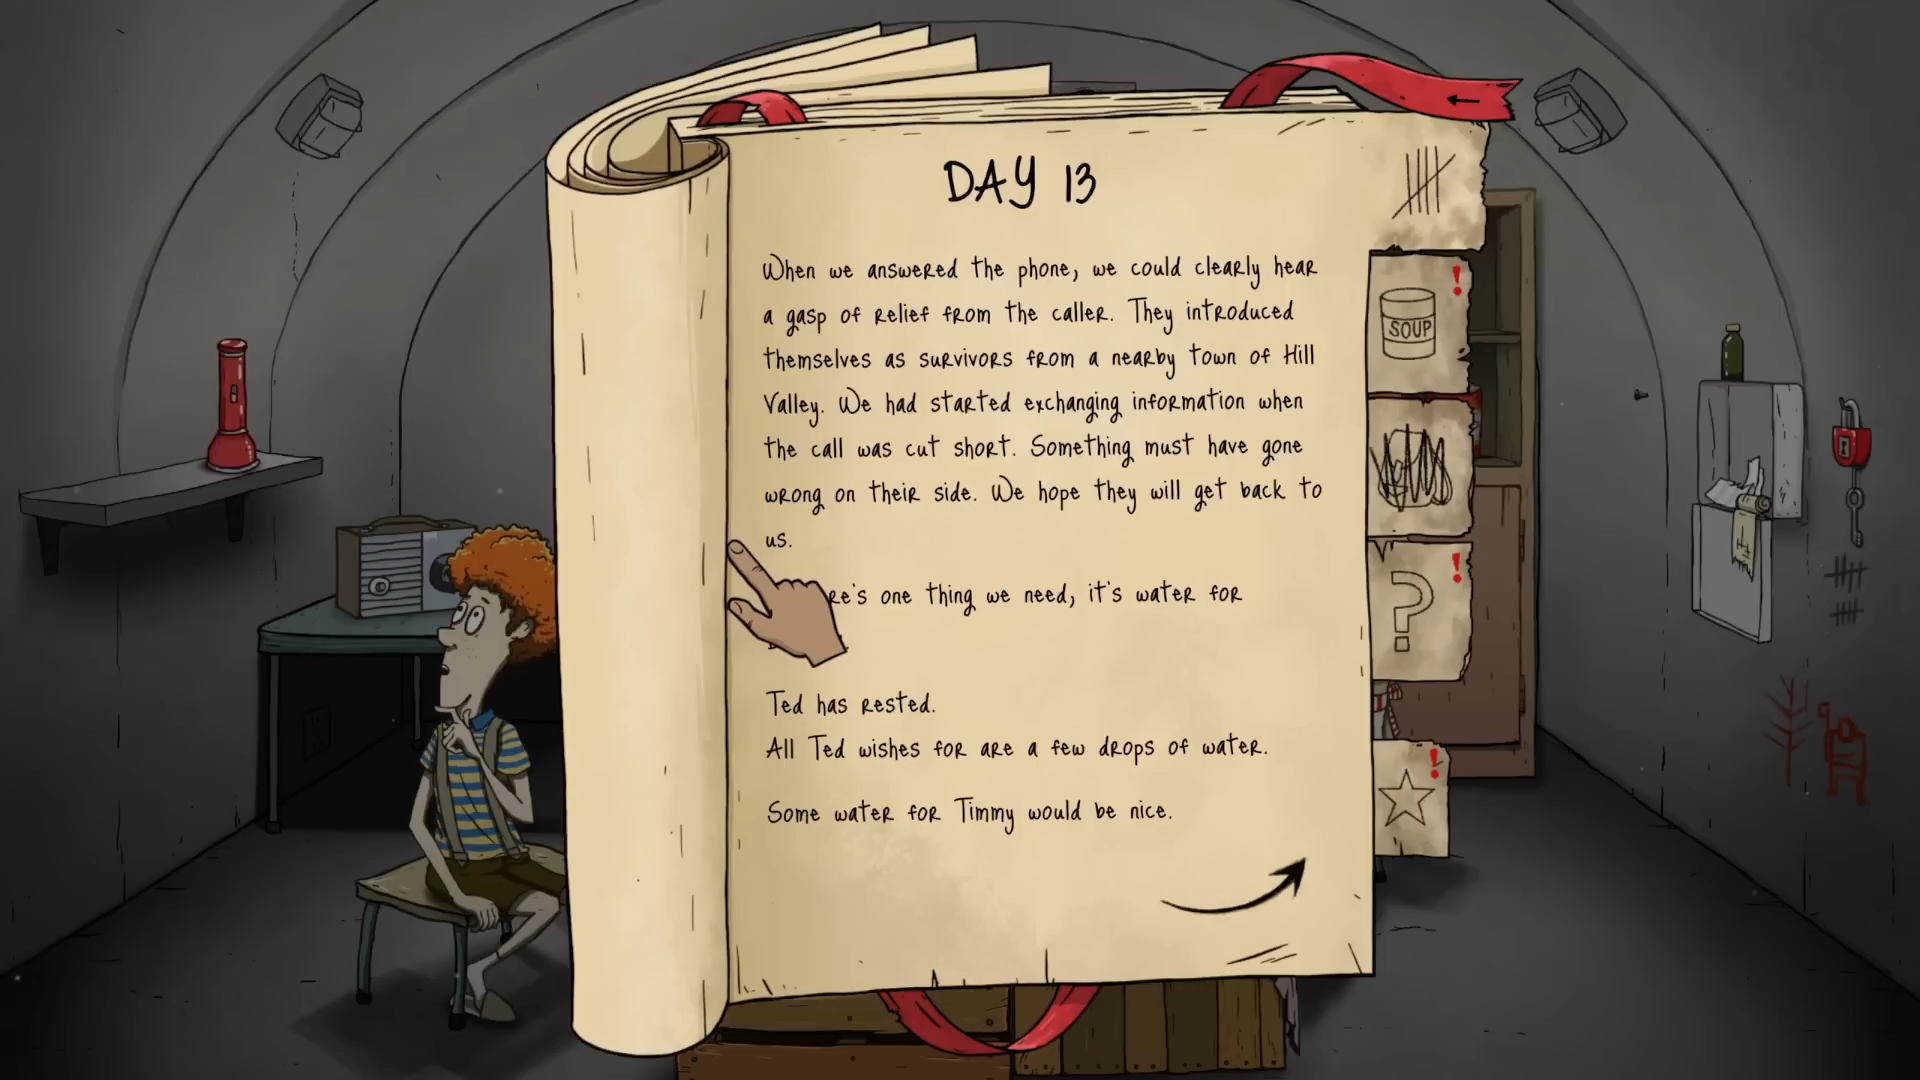 DAY 13
When we answered the phone, we could clearly hear
a gasp of relief from the caller. They introduced
themselves as survivors from a nearby town of Hill
Valley. We had started exchanging information when
the call was cut short. Something must have gone
wrong on their side. We hope they will get back to
us.
one thing we need, it's water for
Ted has rested.
All Ted wishes for are a few drops of water.
Some water for Timmy would be nice.
SOUP
?